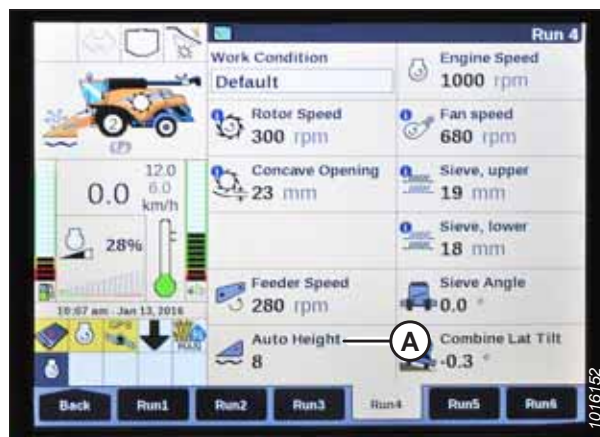 Run 4
Work Condition
Default
Engine Speed
1000 rpm
Rotor Speed
300 rpm
Fan speed
680 rpm
Concave Opening
23 mm
Sieve, upper
19 mm
Sieve, lower
18 mm
Feeder Speed
280 rpm
Sieve Angle
0.0 °
Auto Height
8
A
Combine Lat Tilt
-0.3 °
2
(P)
0.0
12.0
6.0
km/h
28%
10:07 am Jan 13, 2016
GPS
MAN
Back
Run1
Run2
Run3
Run4
Run5
Run6
1016152